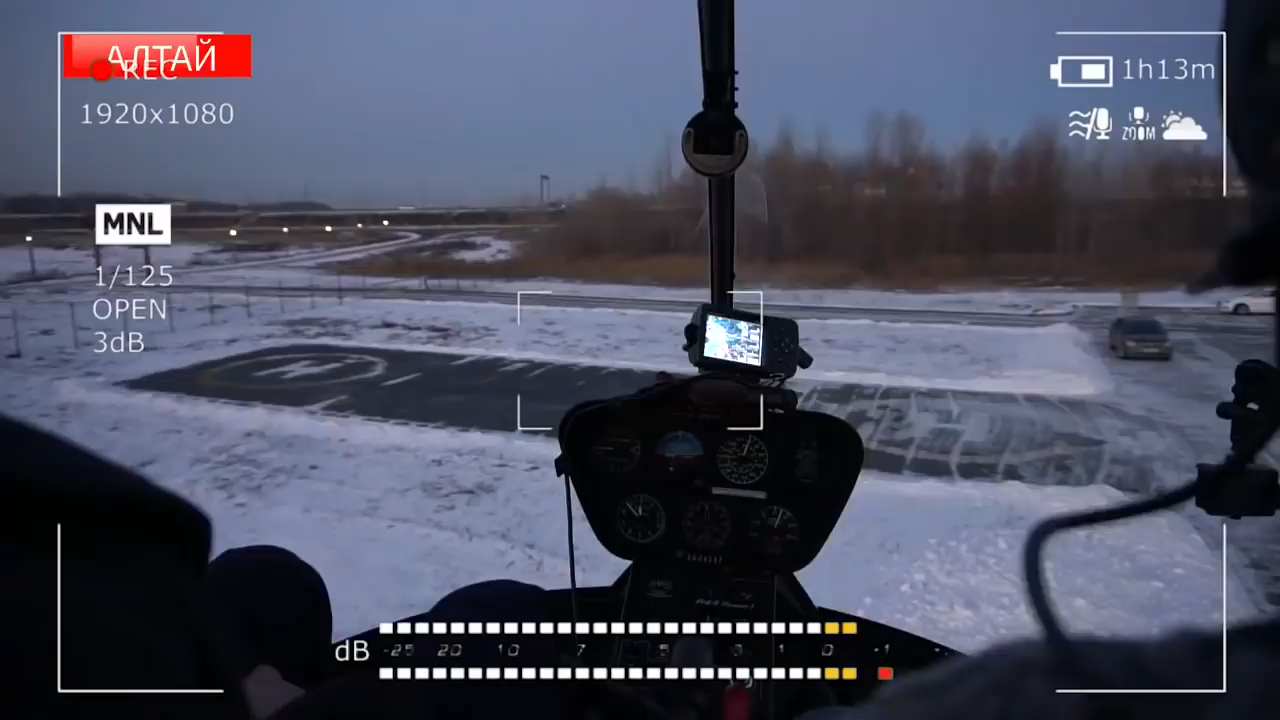 АЛТАЙ
REC
1920x1080
1h13m
ZOOM
MNL
1/125
OPEN
3dB
H
dB -25 20 10 7 5 3 1 0 -1